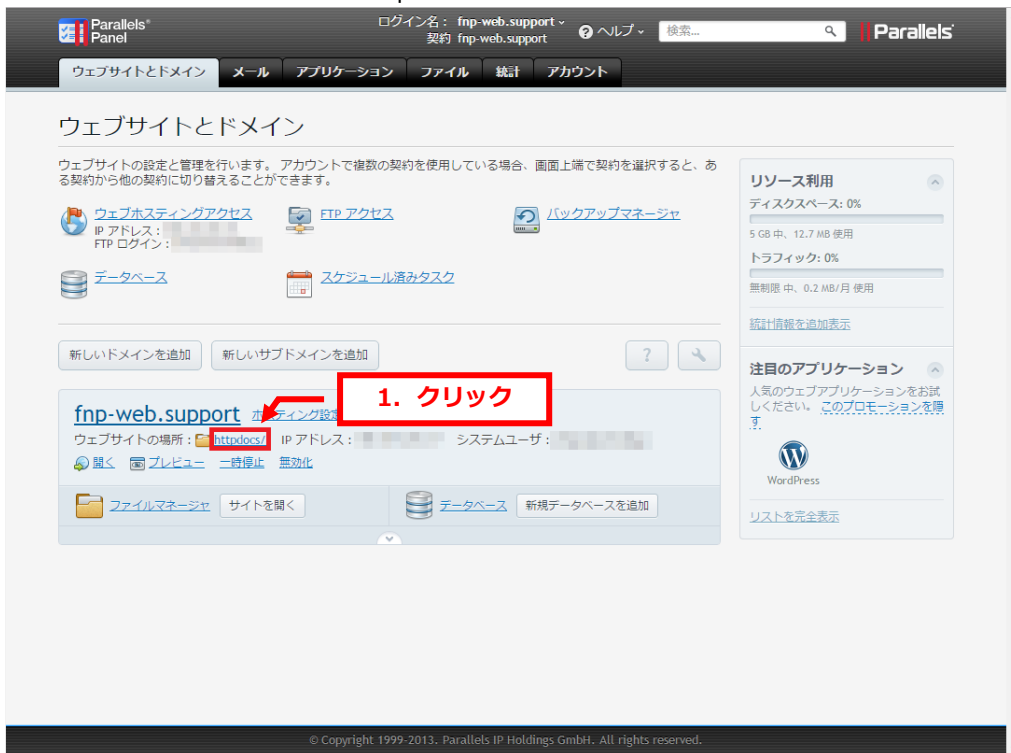 Parallels® Panel
ログイン名： fnp-web.support
契約 fnp-web.support
ヘルプ
検索...
Parallels
ウェブサイトとドメイン メール アプリケーション ファイル 統計 アカウント
ウェブサイトとドメイン
ウェブサイトの設定と管理を行います。 アカウントで複数の契約を使用している場合、画面上端で契約を選択すると、あ
る契約から他の契約に切り替えることができます。
ウェブホスティングアクセス
IP アドレス：
FTP ログイン：
FTP アクセス
バックアップマネージャ
データベース
スケジュール済みタスク
新しいドメインを追加 新しいサブドメインを追加
?
1. クリック
fnp-web.support ホスティング設定
ウェブサイトの場所： httpdocs/ IP アドレス： システムユーザ：
開く プレビュー 一時停止 無効化
ファイルマネージャ サイトを開く データベース 新規データベースを追加
リソース利用
ディスクスペース: 0%
5 GB 中、12.7 MB 使用
トラフィック: 0%
無制限 中、0.2 MB/月 使用
統計情報を追加表示
注目のアプリケーション
人気のウェブアプリケーションをお試
しください。 このプロモーションを隠
す.
WordPress
リストを完全表示
© Copyright 1999-2013. Parallels IP Holdings GmbH. All rights reserved.